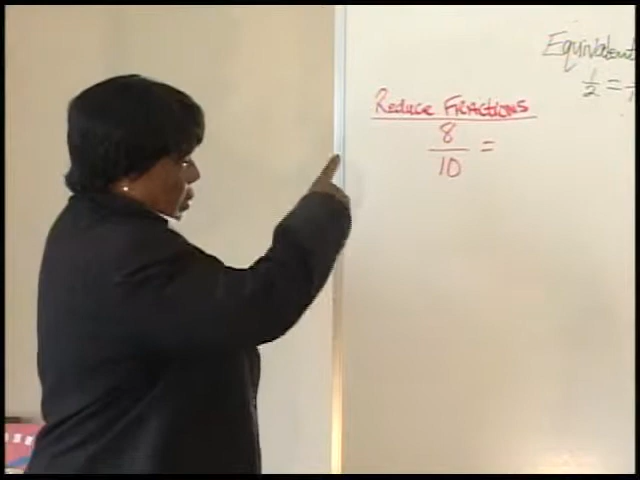 Reduce Fractions
8
10 =
Equivalent
1
2 =